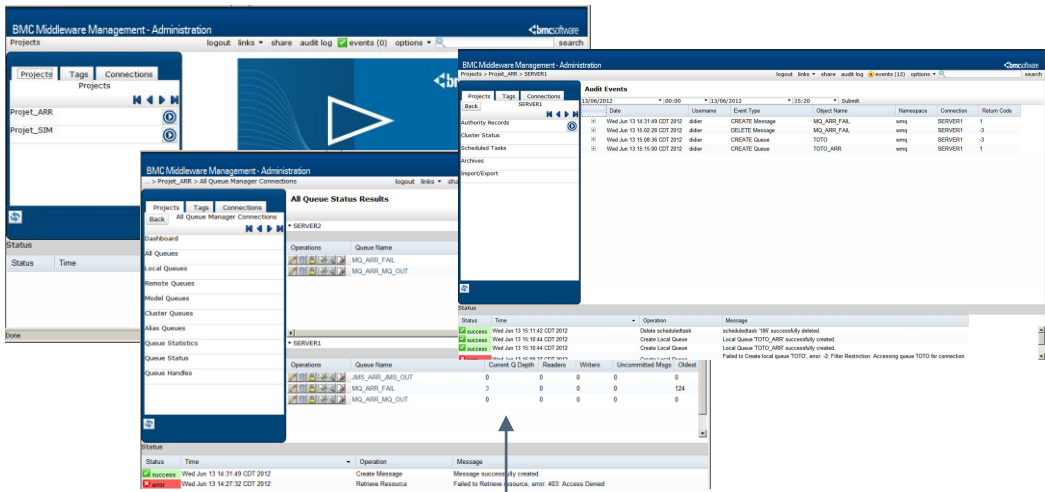 BMC Middleware Management - Administration
bmcsoftware
Projects
logout links share audit log events (0) options
search
Projects Tags Connections
Projects
Projet_ARR
Projet_SIM
Status
Status Time
Done
BMC Middleware Management - Administration
... > Projet_ARR > All Queue Manager Connections
logout links
Projects Tags Connections
Back All Queue Manager Connections
Dashboard
All Queues
Local Queues
Remote Queues
Model Queues
Cluster Queues
Alias Queues
Queue Statistics
Queue Status
Queue Handles
All Queue Status Results
SERVER2
Operations Queue Name
MQ_ARR_FAIL
MQ_ARR_MQ_OUT
SERVER1
Operations Queue Name Current Q Depth Readers Writers Uncommitted Msgs Oldest
JMS_ARR_JMS_OUT 0 0 0 0 0
MQ_ARR_FAIL 3 0 0 0 124
MQ_ARR_MQ_OUT 0 0 0 0 0
Status
Status Time Operation Message
success Wed Jun 13 14:31:49 CDT 2012 Create Message Message successfully created.
error Wed Jun 13 14:27:32 CDT 2012 Retrieve Resource Failed to Retrieve resource, error: 403: Access Denied
BMC Middleware Management - Administration
bmcsoftware
Projects > Projet_ARR > SERVER1
logout links share audit log events (15) options
search
Projects Tags Connections
Back SERVER1
Authority Records
Cluster Status
Scheduled Tasks
Archives
Import/Export
Audit Events
13/06/2012 00:00 13/06/2012 15:20 Submit
Date Username Event Type Object Name Namespace Connection Return Code
Wed Jun 13 14:31:49 CDT 2012 didier CREATE Message MQ_ARR_FAIL wmq SERVER1 1
Wed Jun 13 15:02:28 CDT 2012 didier DELETE Message MQ_ARR_FAIL wmq SERVER1 -3
Wed Jun 13 15:08:36 CDT 2012 didier CREATE Queue TOTO wmq SERVER1 -3
Wed Jun 13 15:15:00 CDT 2012 didier CREATE Queue TOTO_ARR wmq SERVER1 1
Status
Status Time Operation Message
success Wed Jun 13 15:11:42 CDT 2012 Delete scheduledtask scheduledtask '186' successfully deleted.
success Wed Jun 13 15:10:44 CDT 2012 Create Local Queue Local Queue 'TOTO_ARR' successfully created.
success Wed Jun 13 15:10:44 CDT 2012 Create Local Queue Local Queue 'TOTO_ARR' successfully created.
Failed to Create local queue 'TOTO', error: -2: Filter Restriction: Accessing queue TOTO for connection